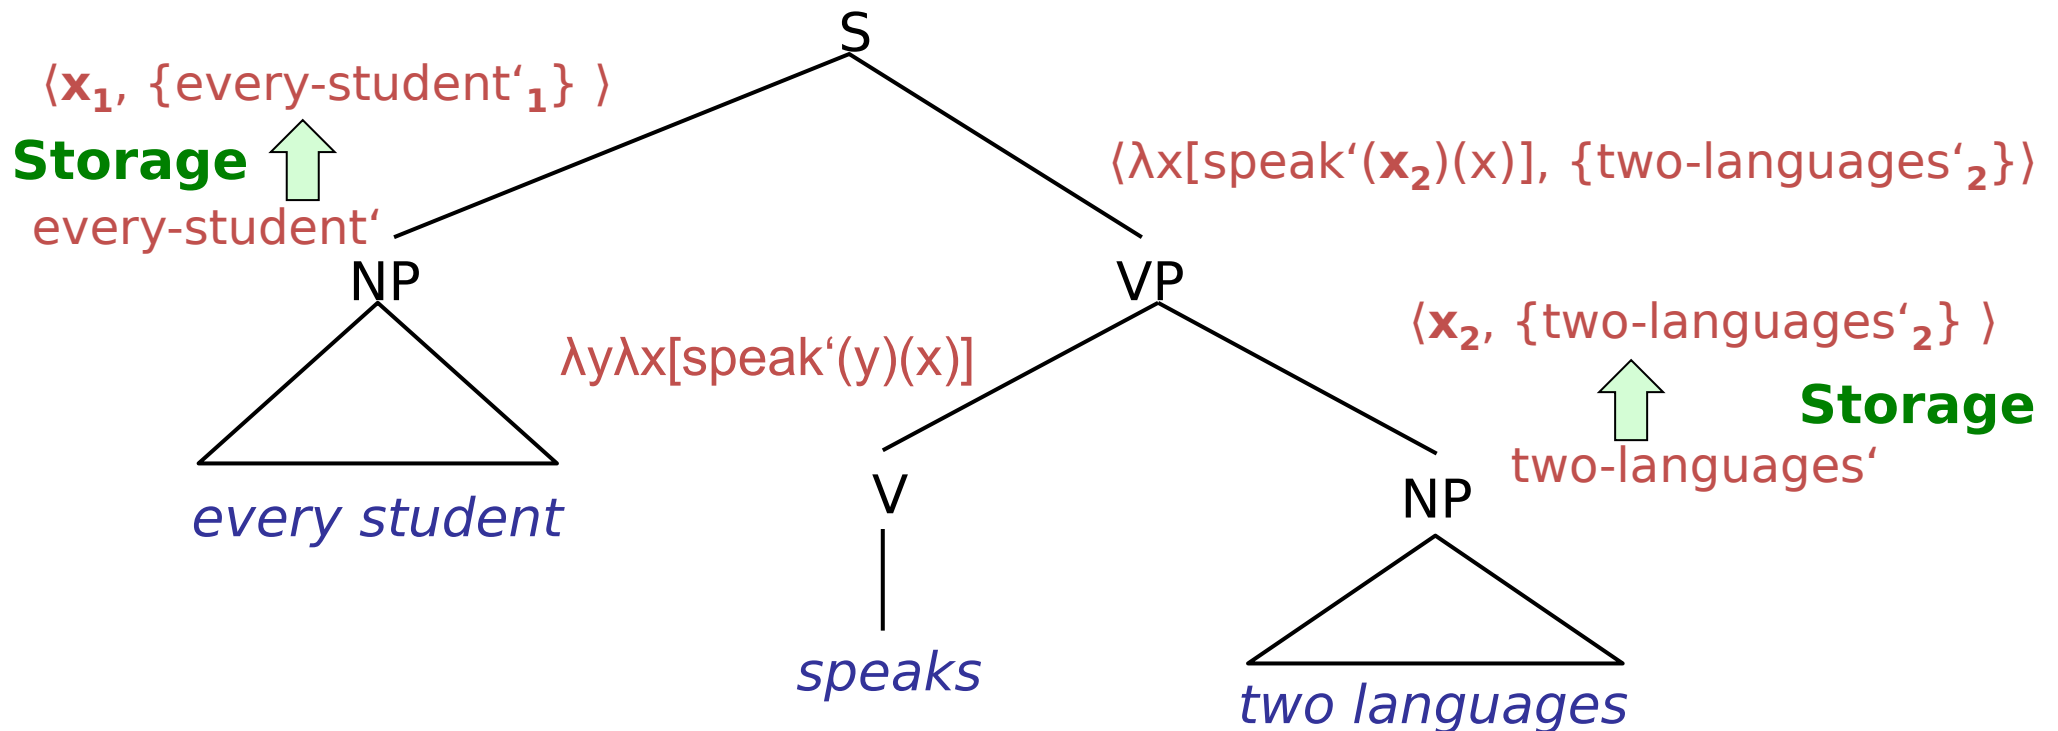 S
⟨x₁, {every-student‘₁} ⟩
Storage
every-student‘
⟨λx[speak‘(x₂)(x)], {two-languages‘₂}⟩
NP
VP
⟨x₂, {two-languages‘₂} ⟩
λyλx[speak‘(y)(x)]
Storage
two-languages‘
V
NP
every student
speaks
two languages